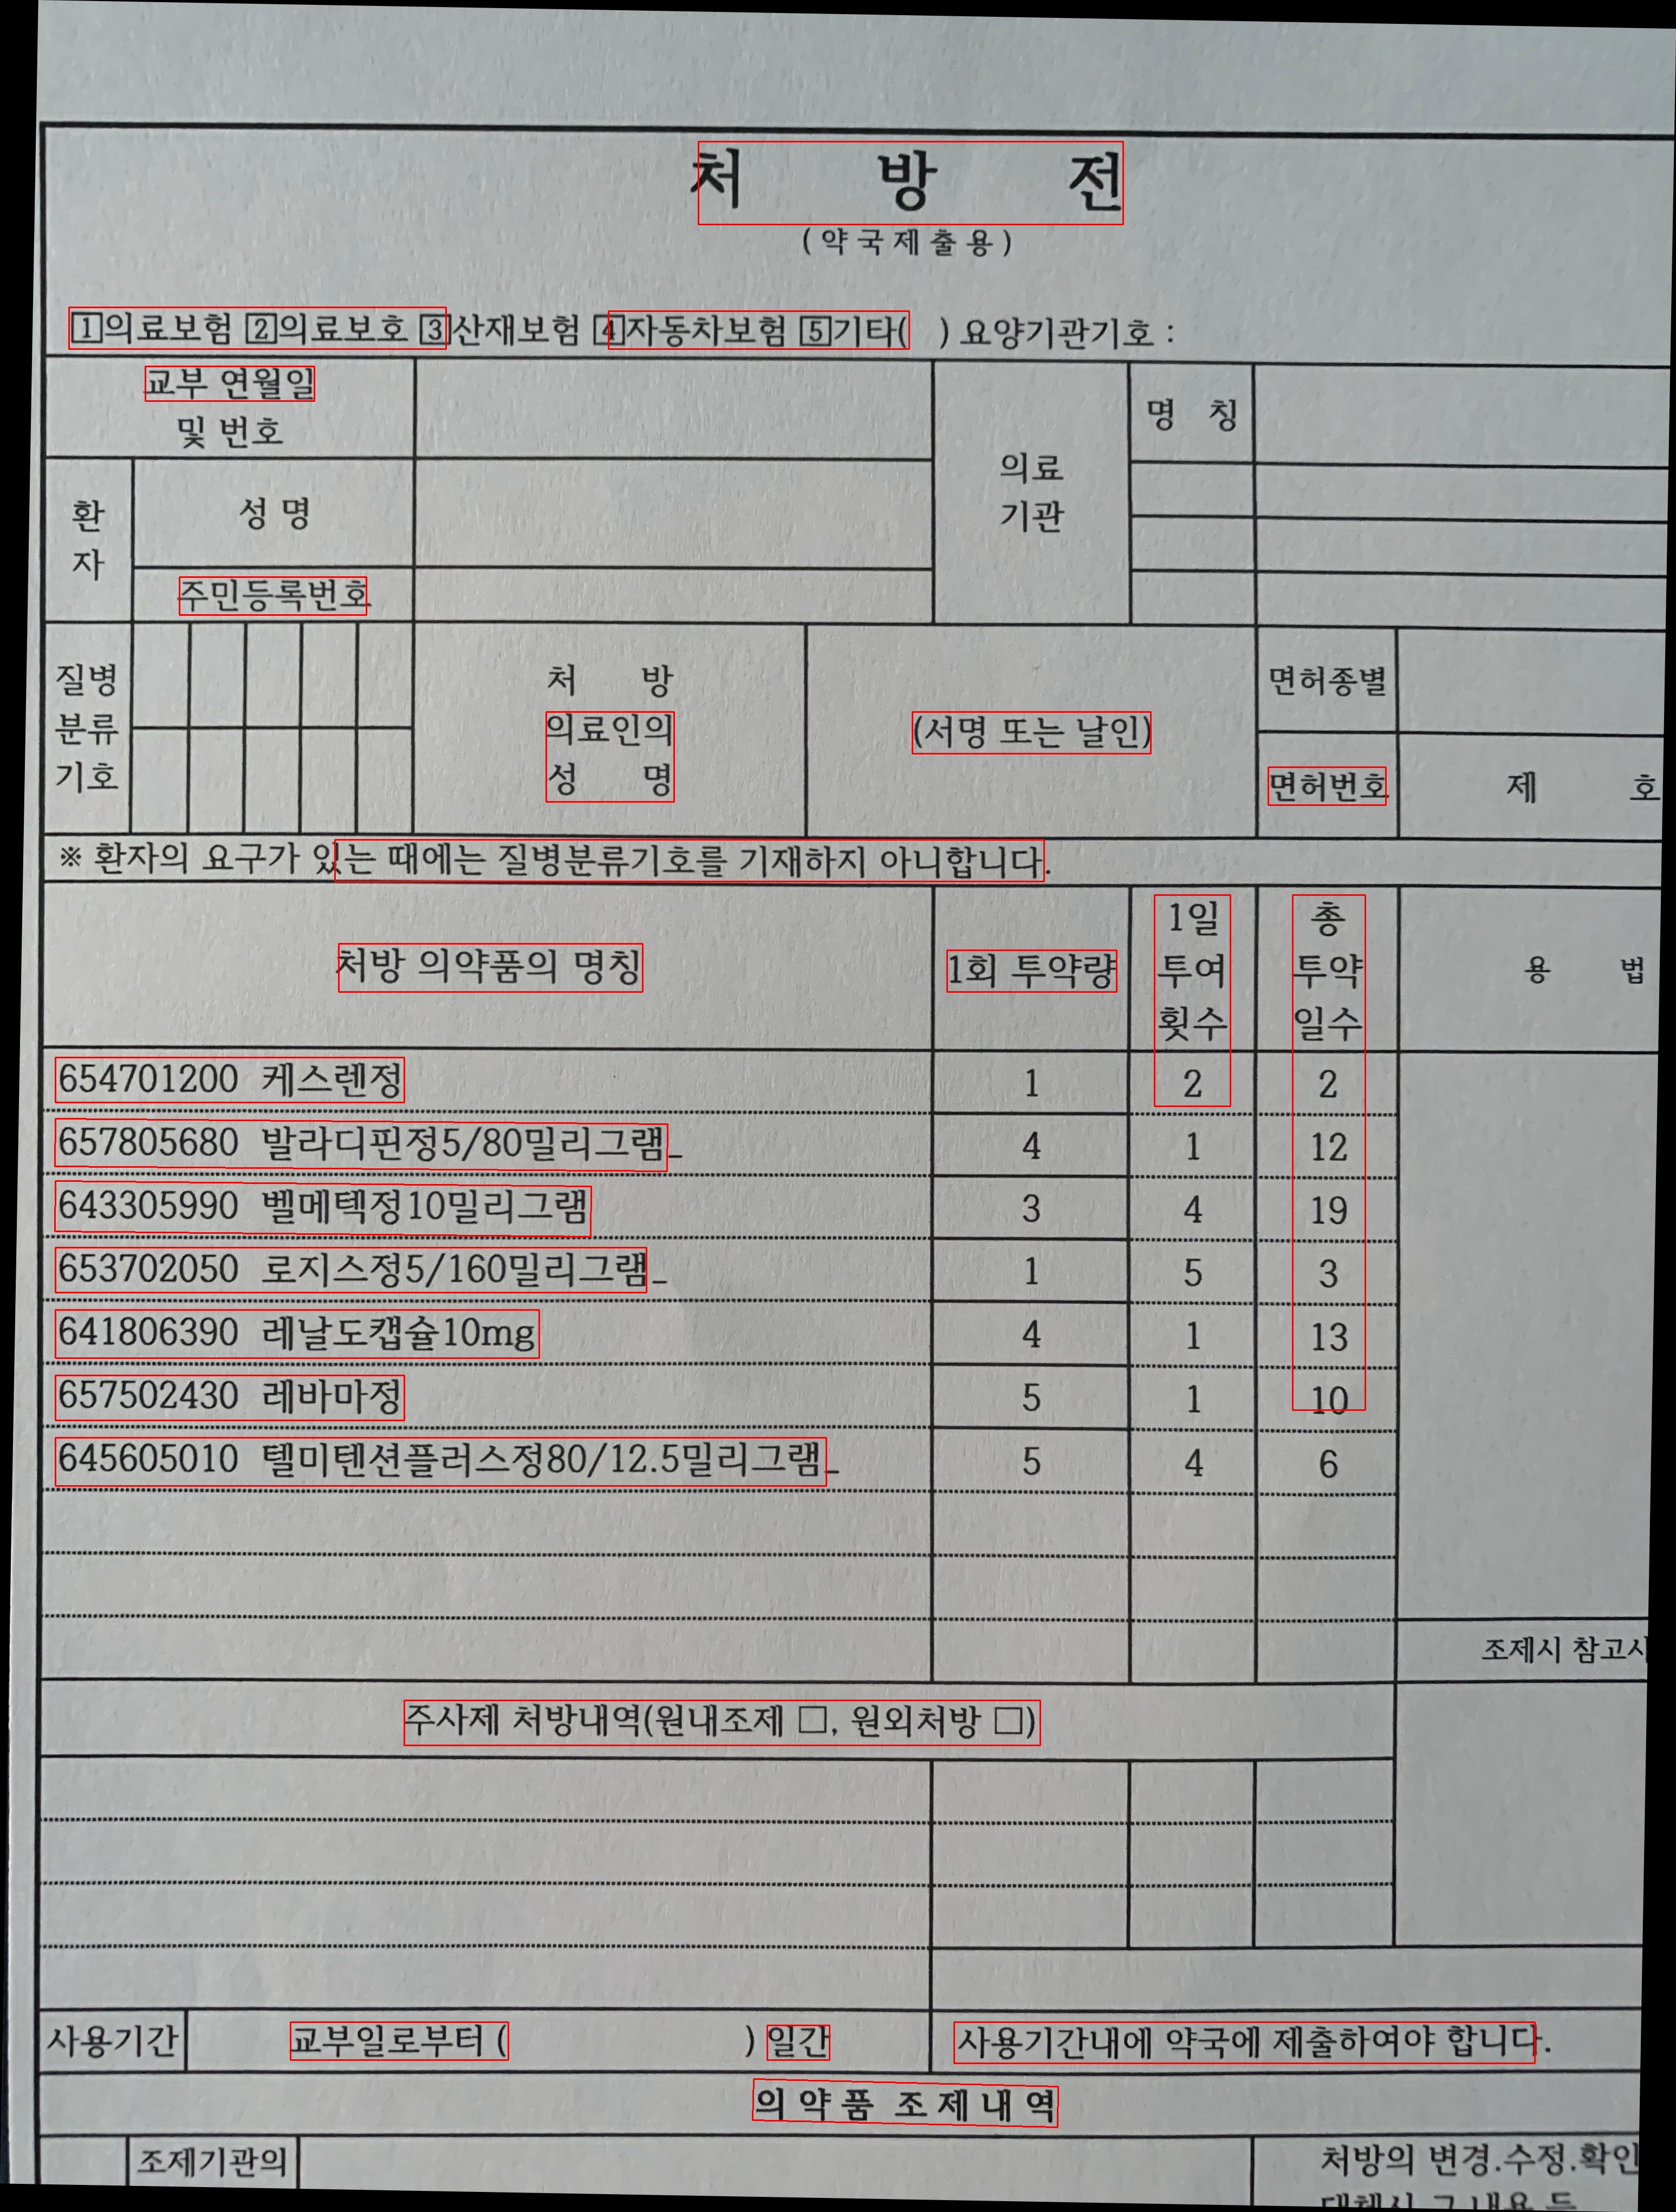 처 방 전
(약국제출용)
1 의료보험 2 의료보호 3 산재보험 4 자동차보험 5 기타( ) 요양기관기호 :
교부 연월일
및 번호
의료
기관
명 칭
환
자
성 명
주민등록번호
질병
분류
기호
처 방
의료인의
성 명
(서명 또는 날인)
면허종별
면허번호
제 호
※ 환자의 요구가 있는 때에는 질병분류기호를 기재하지 아니합니다.
처방 의약품의 명칭
1회 투약량
1일
투여
횟수
총
투약
일수
용 법
654701200 케스렌정 1 2 2
657805680 발라디핀정5/80밀리그램_ 4 1 12
643305990 벨메텍정10밀리그램 3 4 19
653702050 로지스정5/160밀리그램_ 1 5 3
641806390 레날도캡슐10mg 4 1 13
657502430 레바마정 5 1 10
645605010 텔미텐션플러스정80/12.5밀리그램_ 5 4 6
조제시 참고사
주사제 처방내역(원내조제 □, 원외처방 □)
사용기간 교부일로부터 ( ) 일간 사용기간내에 약국에 제출하여야 합니다.
의 약 품 조 제 내 역
조제기관의
처방의 변경.수정.확인